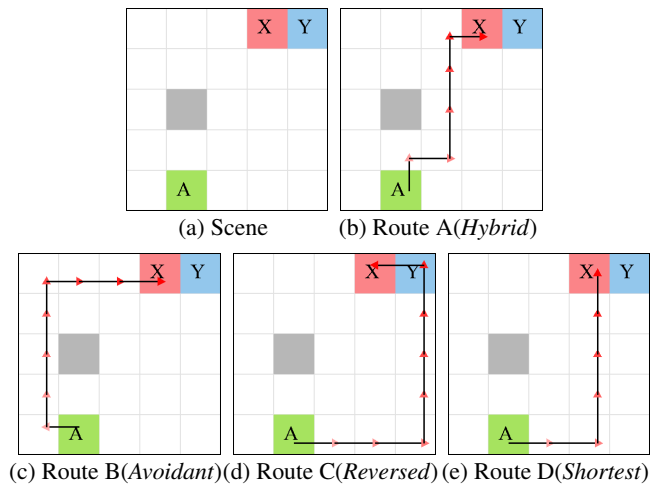 X Y
A
(a) Scene
X Y
A
(b) Route A(Hybrid)
X Y
A
(c) Route B(Avoidant)
X Y
A
(d) Route C(Reversed)
X Y
A
(e) Route D(Shortest)